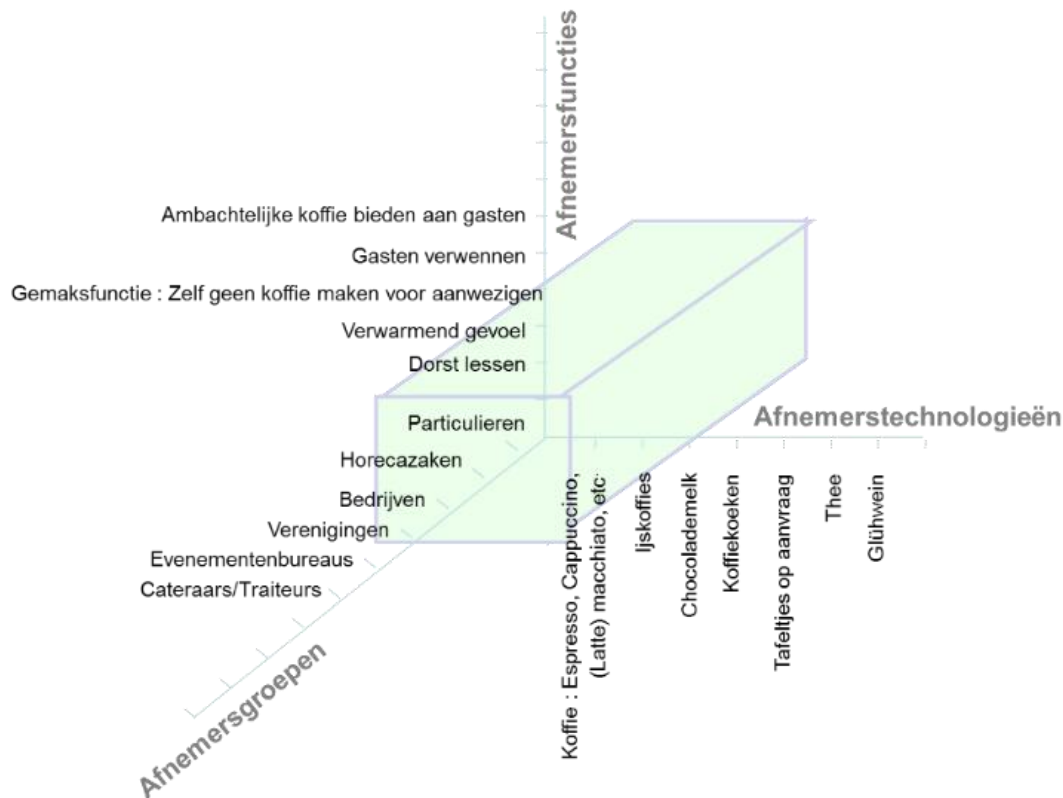 Afnemersfuncties
Ambachtelijke koffie bieden aan gasten
Gasten verwennen
Gemaksfunctie : Zelf geen koffie maken voor aanwezigen
Verwarmend gevoel
Dorst lessen
Afnemerstechnologieën
Particulieren
Horecazaken
Bedrijven
Verenigingen
Evenementenbureaus
Cateraars/Traiteurs
Afnemersgroepen
Koffie : Espresso, Cappuccino,
(Latte) macchiato, etc.
Ijskoffies
Chocolademelk
Koffiekoeken
Tafeltjes op aanvraag
Thee
Glühwein